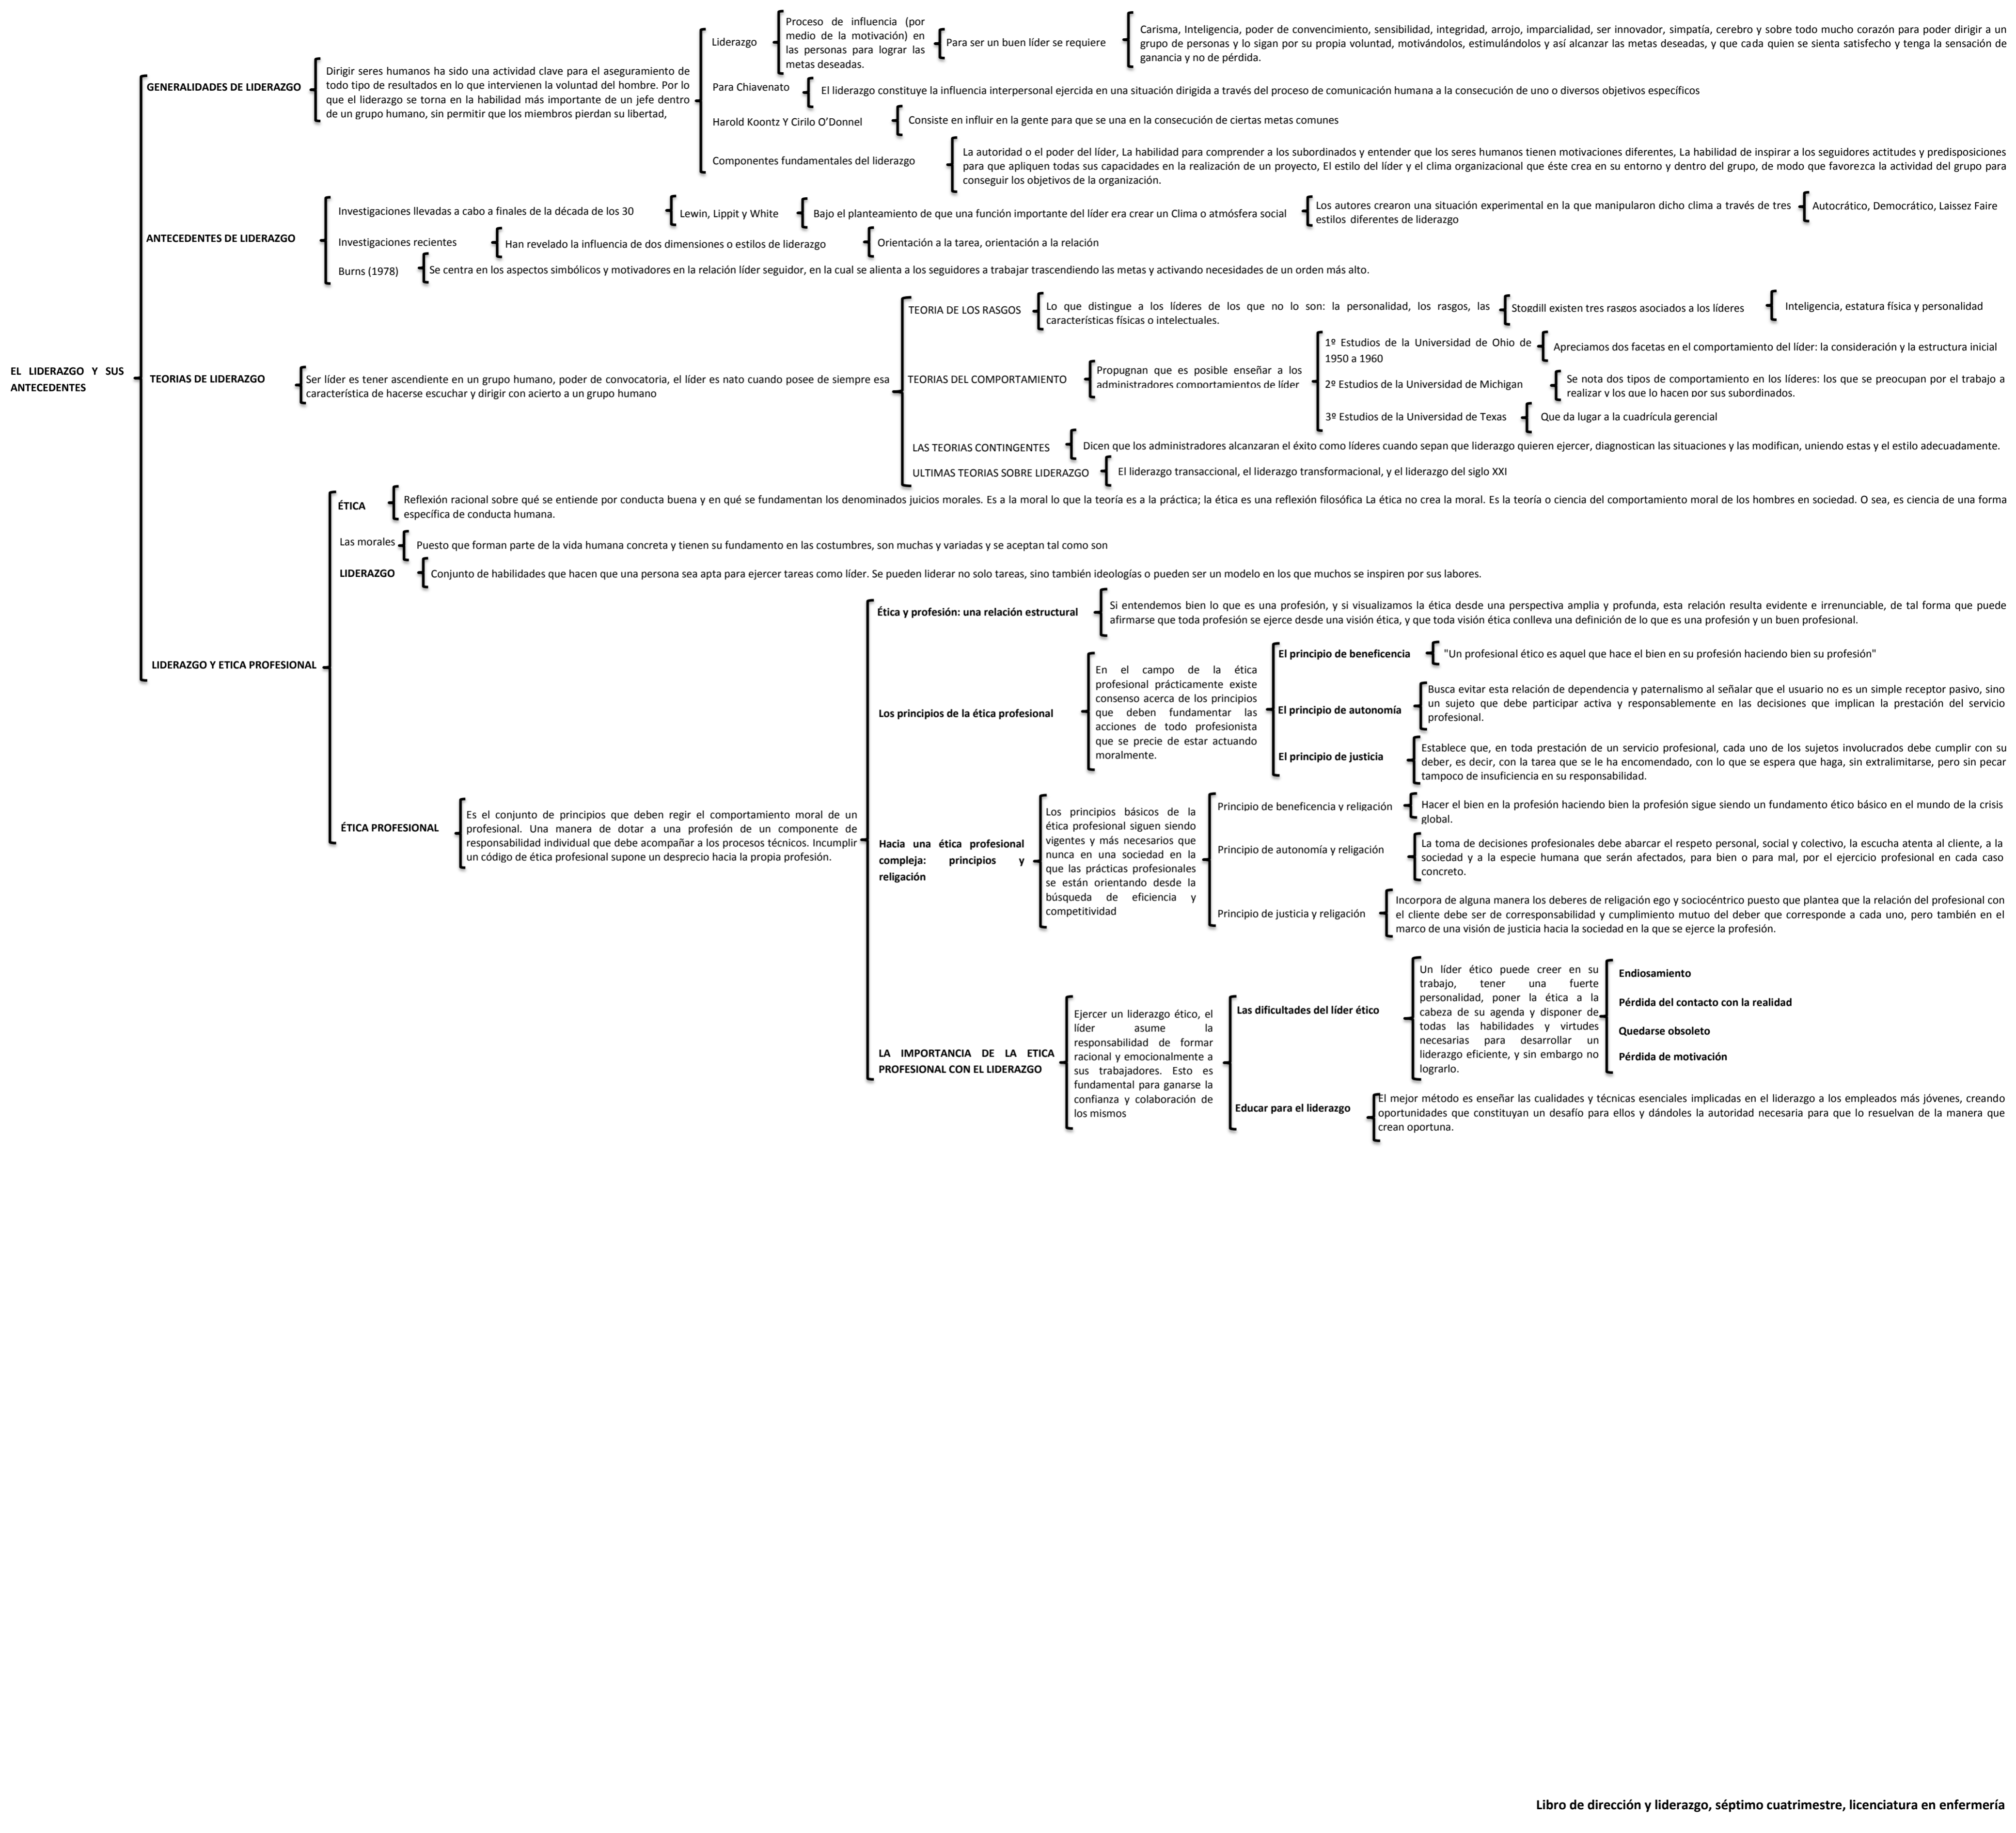 EL LIDERAZGO Y SUS
ANTECEDENTES
GENERALIDADES DE LIDERAZGO
Dirigir seres humanos ha sido una actividad clave para el aseguramiento de
todo tipo de resultados en lo que intervienen la voluntad del hombre. Por lo
que el liderazgo se torna en la habilidad más importante de un jefe dentro
de un grupo humano, sin permitir que los miembros pierdan su libertad,
Liderazgo
Proceso de influencia (por
medio de la motivación) en
las personas para lograr las
metas deseadas.
Para ser un buen líder se requiere
Carisma, Inteligencia, poder de convencimiento, sensibilidad, integridad, arrojo, imparcialidad, ser innovador, simpatía, cerebro y sobre todo mucho corazón para poder dirigir a un
grupo de personas y lo sigan por su propia voluntad, motivándolos, estimulándolos y así alcanzar las metas deseadas, y que cada quien se sienta satisfecho y tenga la sensación de
ganancia y no de pérdida.
Para Chiavenato
El liderazgo constituye la influencia interpersonal ejercida en una situación dirigida a través del proceso de comunicación humana a la consecución de uno o diversos objetivos específicos
Harold Koontz Y Cirilo O’Donnel
Consiste en influir en la gente para que se una en la consecución de ciertas metas comunes
Componentes fundamentales del liderazgo
La autoridad o el poder del líder, La habilidad para comprender a los subordinados y entender que los seres humanos tienen motivaciones diferentes, La habilidad de inspirar a los seguidores actitudes y predisposiciones
para que apliquen todas sus capacidades en la realización de un proyecto, El estilo del líder y el clima organizacional que éste crea en su entorno y dentro del grupo, de modo que favorezca la actividad del grupo para
conseguir los objetivos de la organización.
ANTECEDENTES DE LIDERAZGO
Investigaciones llevadas a cabo a finales de la década de los 30
Lewin, Lippit y White
Bajo el planteamiento de que una función importante del líder era crear un Clima o atmósfera social
Los autores crearon una situación experimental en la que manipularon dicho clima a través de tres
estilos diferentes de liderazgo
Autocrático, Democrático, Laissez Faire
Investigaciones recientes
Han revelado la influencia de dos dimensiones o estilos de liderazgo
Orientación a la tarea, orientación a la relación
Burns (1978)
Se centra en los aspectos simbólicos y motivadores en la relación líder seguidor, en la cual se alienta a los seguidores a trabajar trascendiendo las metas y activando necesidades de un orden más alto.
TEORIAS DE LIDERAZGO
Ser líder es tener ascendiente en un grupo humano, poder de convocatoria, el líder es nato cuando posee de siempre esa
característica de hacerse escuchar y dirigir con acierto a un grupo humano
TEORIA DE LOS RASGOS
Lo que distingue a los líderes de los que no lo son: la personalidad, los rasgos, las
características físicas o intelectuales.
Stogdill existen tres rasgos asociados a los líderes
Inteligencia, estatura física y personalidad
TEORIAS DEL COMPORTAMIENTO
Propugnan que es posible enseñar a los
administradores comportamientos de líder
1º Estudios de la Universidad de Ohio de
1950 a 1960
Apreciamos dos facetas en el comportamiento del líder: la consideración y la estructura inicial
2º Estudios de la Universidad de Michigan
Se nota dos tipos de comportamiento en los líderes: los que se preocupan por el trabajo a
realizar y los que lo hacen por sus subordinados.
3º Estudios de la Universidad de Texas
Que da lugar a la cuadrícula gerencial
LAS TEORIAS CONTINGENTES
Dicen que los administradores alcanzaran el éxito como líderes cuando sepan que liderazgo quieren ejercer, diagnostican las situaciones y las modifican, uniendo estas y el estilo adecuadamente.
ULTIMAS TEORIAS SOBRE LIDERAZGO
El liderazgo transaccional, el liderazgo transformacional, y el liderazgo del siglo XXI
LIDERAZGO Y ETICA PROFESIONAL
ÉTICA
Reflexión racional sobre qué se entiende por conducta buena y en qué se fundamentan los denominados juicios morales. Es a la moral lo que la teoría es a la práctica; la ética es una reflexión filosófica La ética no crea la moral. Es la teoría o ciencia del comportamiento moral de los hombres en sociedad. O sea, es ciencia de una forma
específica de conducta humana.
Las morales
Puesto que forman parte de la vida humana concreta y tienen su fundamento en las costumbres, son muchas y variadas y se aceptan tal como son
LIDERAZGO
Conjunto de habilidades que hacen que una persona sea apta para ejercer tareas como líder. Se pueden liderar no solo tareas, sino también ideologías o pueden ser un modelo en los que muchos se inspiren por sus labores.
ÉTICA PROFESIONAL
Es el conjunto de principios que deben regir el comportamiento moral de un
profesional. Una manera de dotar a una profesión de un componente de
responsabilidad individual que debe acompañar a los procesos técnicos. Incumplir
un código de ética profesional supone un desprecio hacia la propia profesión.
Ética y profesión: una relación estructural
Si entendemos bien lo que es una profesión, y si visualizamos la ética desde una perspectiva amplia y profunda, esta relación resulta evidente e irrenunciable, de tal forma que puede
afirmarse que toda profesión se ejerce desde una visión ética, y que toda visión ética conlleva una definición de lo que es una profesión y un buen profesional.
Los principios de la ética profesional
En el campo de la ética
profesional prácticamente existe
consenso acerca de los principios
que deben fundamentar las
acciones de todo profesionista
que se precie de estar actuando
moralmente.
El principio de beneficencia
"Un profesional ético es aquel que hace el bien en su profesión haciendo bien su profesión"
El principio de autonomía
Busca evitar esta relación de dependencia y paternalismo al señalar que el usuario no es un simple receptor pasivo, sino
un sujeto que debe participar activa y responsablemente en las decisiones que implican la prestación del servicio
profesional.
El principio de justicia
Establece que, en toda prestación de un servicio profesional, cada uno de los sujetos involucrados debe cumplir con su
deber, es decir, con la tarea que se le ha encomendado, con lo que se espera que haga, sin extralimitarse, pero sin pecar
tampoco de insuficiencia en su responsabilidad.
Hacia una ética profesional
compleja: principios y
religación
Los principios básicos de la
ética profesional siguen siendo
vigentes y más necesarios que
nunca en una sociedad en la
que las prácticas profesionales
se están orientando desde la
búsqueda de eficiencia y
competitividad
Principio de beneficencia y religación
Hacer el bien en la profesión haciendo bien la profesión sigue siendo un fundamento ético básico en el mundo de la crisis
global.
Principio de autonomía y religación
La toma de decisiones profesionales debe abarcar el respeto personal, social y colectivo, la escucha atenta al cliente, a la
sociedad y a la especie humana que serán afectados, para bien o para mal, por el ejercicio profesional en cada caso
concreto.
Principio de justicia y religación
Incorpora de alguna manera los deberes de religación ego y sociocéntrico puesto que plantea que la relación del profesional con
el cliente debe ser de corresponsabilidad y cumplimiento mutuo del deber que corresponde a cada uno, pero también en el
marco de una visión de justicia hacia la sociedad en la que se ejerce la profesión.
LA IMPORTANCIA DE LA ETICA
PROFESIONAL CON EL LIDERAZGO
Ejercer un liderazgo ético, el
líder asume la
responsabilidad de formar
racional y emocionalmente a
sus trabajadores. Esto es
fundamental para ganarse la
confianza y colaboración de
los mismos
Las dificultades del líder ético
Un líder ético puede creer en su
trabajo, tener una fuerte
personalidad, poner la ética a la
cabeza de su agenda y disponer de
todas las habilidades y virtudes
necesarias para desarrollar un
liderazgo eficiente, y sin embargo no
lograrlo.
Endiosamiento
Pérdida del contacto con la realidad
Quedarse obsoleto
Pérdida de motivación
Educar para el liderazgo
El mejor método es enseñar las cualidades y técnicas esenciales implicadas en el liderazgo a los empleados más jóvenes, creando
oportunidades que constituyan un desafío para ellos y dándoles la autoridad necesaria para que lo resuelvan de la manera que
crean oportuna.
Libro de dirección y liderazgo, séptimo cuatrimestre, licenciatura en enfermería